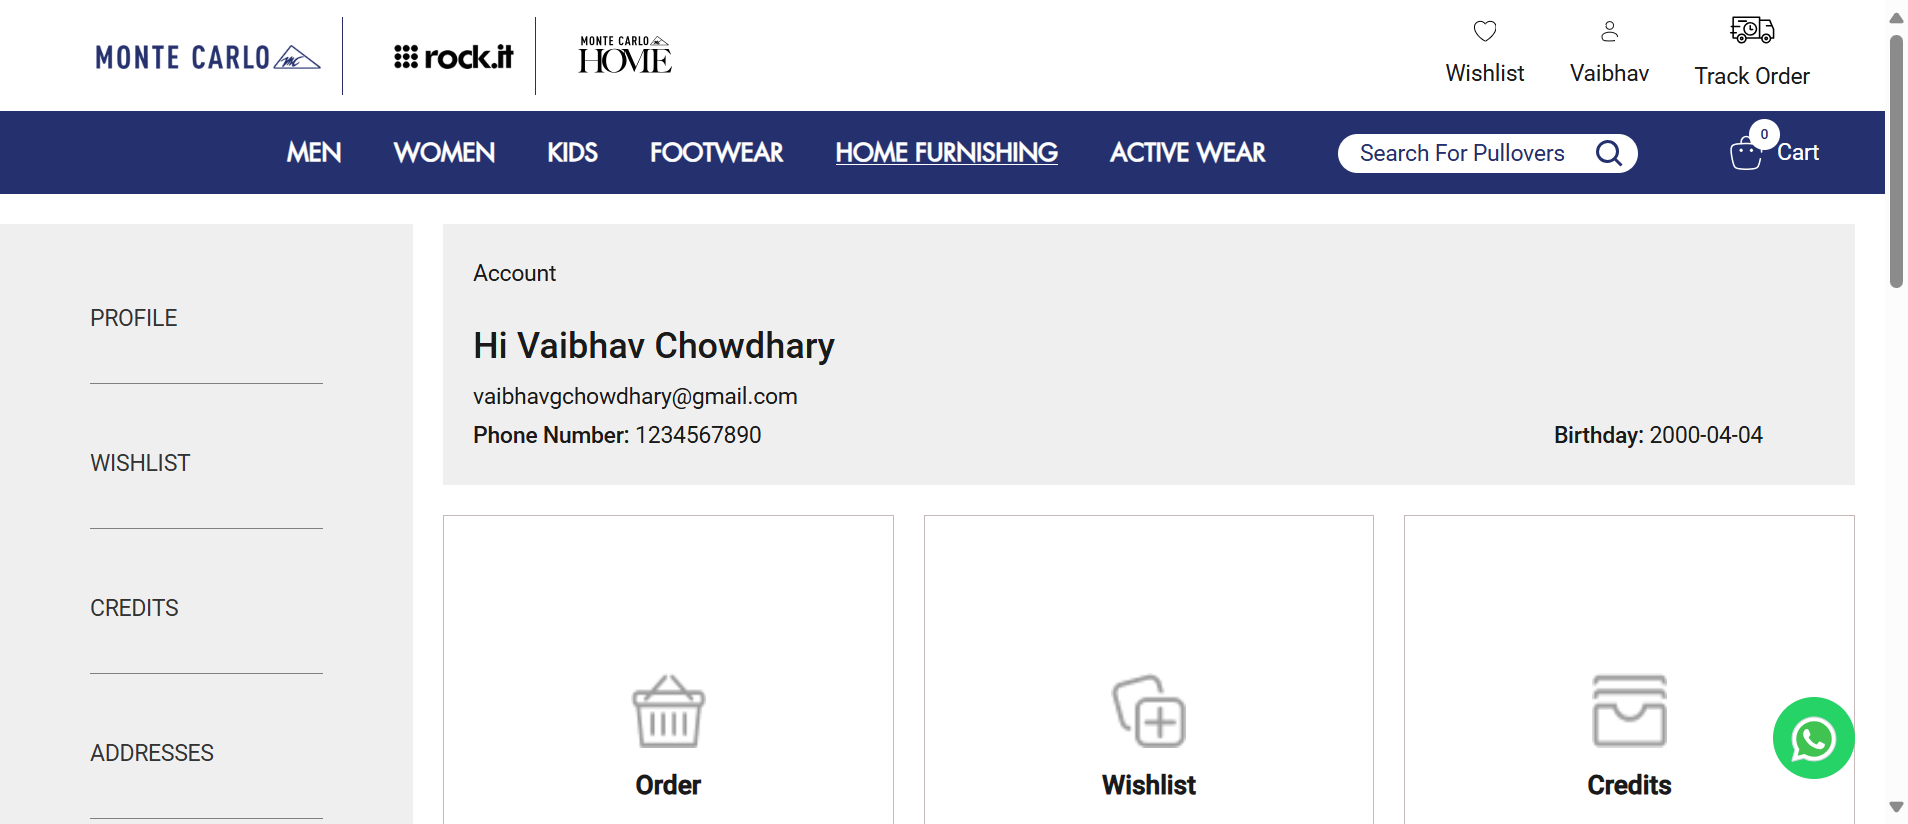 MONTE CARLO
rock.it
MONTE CARLO
HOME
Wishlist
Vaibhav
Track Order
MEN
WOMEN
KIDS
FOOTWEAR
HOME FURNISHING
ACTIVE WEAR
Search For Pullovers
0
Cart
PROFILE
WISHLIST
CREDITS
ADDRESSES
Account
Hi Vaibhav Chowdhary
vaibhavgchowdhary@gmail.com
Phone Number: 1234567890
Birthday: 2000-04-04
Order
Wishlist
Credits